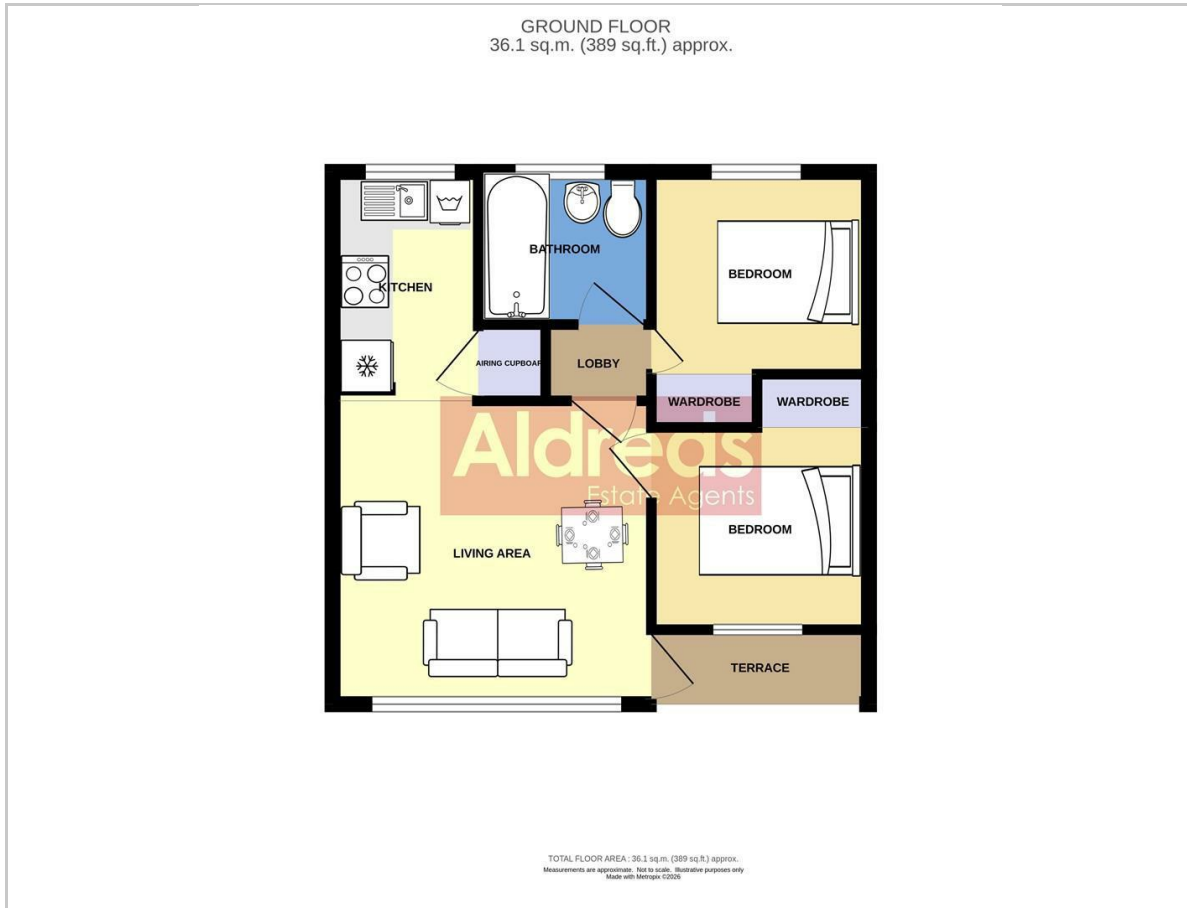 GROUND FLOOR
36.1 sq.m. (389 sq.ft.) approx.
BATHROOM
BEDROOM
KITCHEN
AIRING CUPBOAR
LOBBY
WARDROBE
WARDROBE
Aldreds
Estate Agents
BEDROOM
LIVING AREA
TERRACE
TOTAL FLOOR AREA : 36.1 sq.m. (389 sq.ft.) approx.
Measurements are approximate. Not to scale. Illustrative purposes only
Made with Metropix ©2026